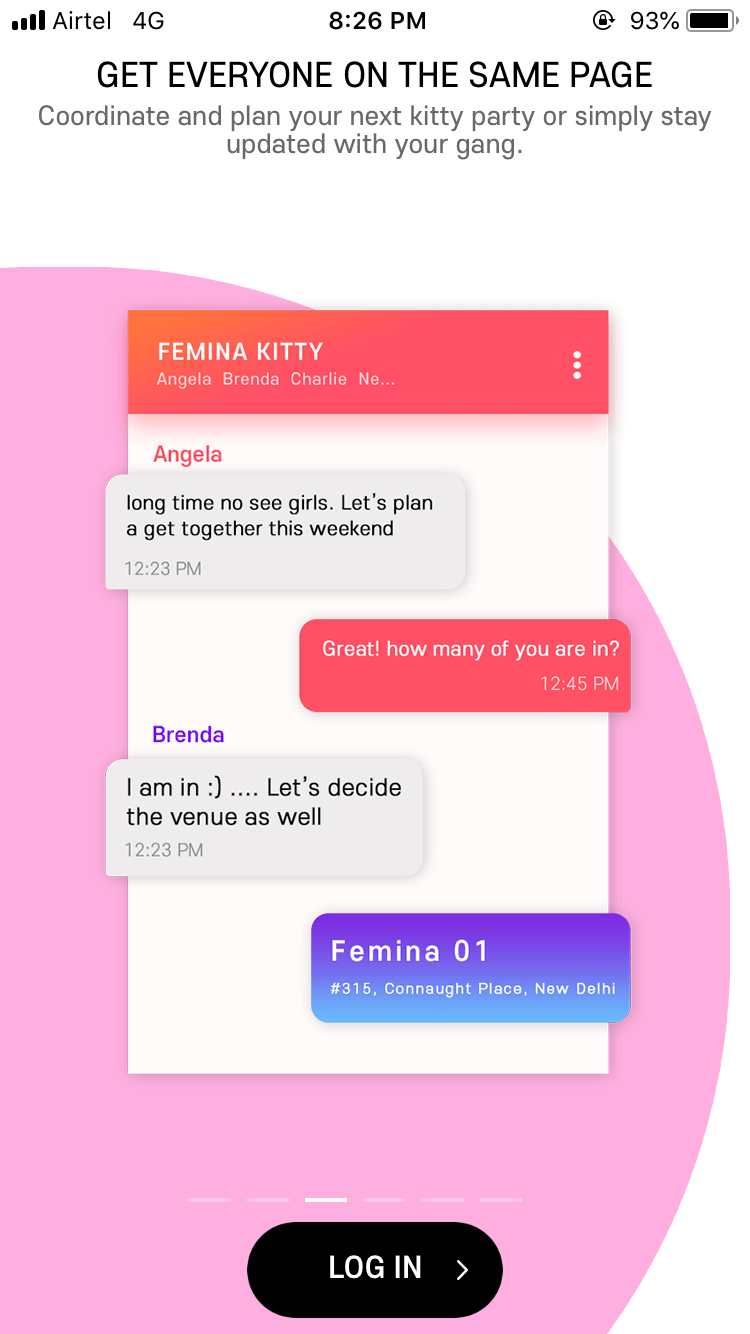 Airtel 4G 8:26 PM 93%
GET EVERYONE ON THE SAME PAGE
Coordinate and plan your next kitty party or simply stay
updated with your gang.
FEMINA KITTY
Angela Brenda Charlie Ne...
Angela
long time no see girls. Let's plan
a get together this weekend
12:23 PM
Great! how many of you are in?
12:45 PM
Brenda
I am in :) .... Let's decide
the venue as well
12:23 PM
Femina 01
#315, Connaught Place, New Delhi
LOG IN